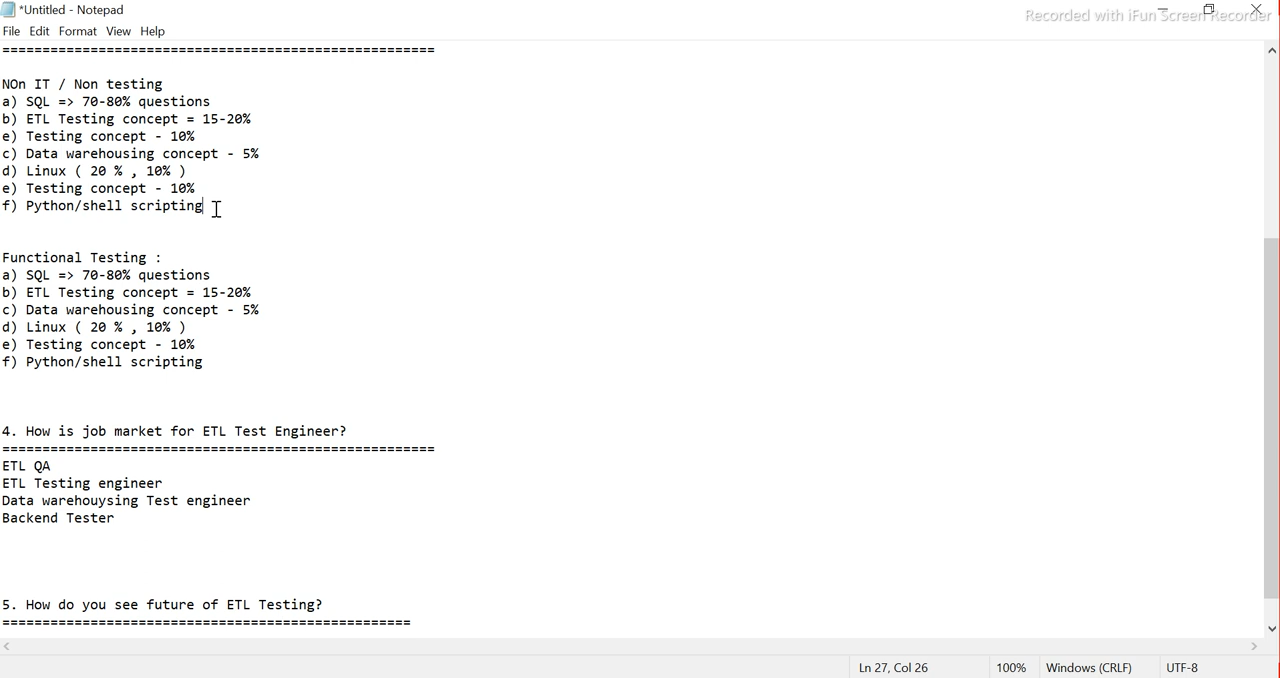 *Untitled - Notepad
Recorded with iFun Screen Recorder
File Edit Format View Help
======================================================
NOn IT / Non testing
a) SQL => 70-80% questions
b) ETL Testing concept = 15-20%
e) Testing concept - 10%
c) Data warehousing concept - 5%
d) Linux ( 20 % , 10% )
e) Testing concept - 10%
f) Python/shell scripting
Functional Testing :
a) SQL => 70-80% questions
b) ETL Testing concept = 15-20%
c) Data warehousing concept - 5%
d) Linux ( 20 % , 10% )
e) Testing concept - 10%
f) Python/shell scripting
4. How is job market for ETL Test Engineer?
======================================================
ETL QA
ETL Testing engineer
Data warehouysing Test engineer
Backend Tester
5. How do you see future of ETL Testing?
===================================================
Ln 27, Col 26 100% Windows (CRLF) UTF-8